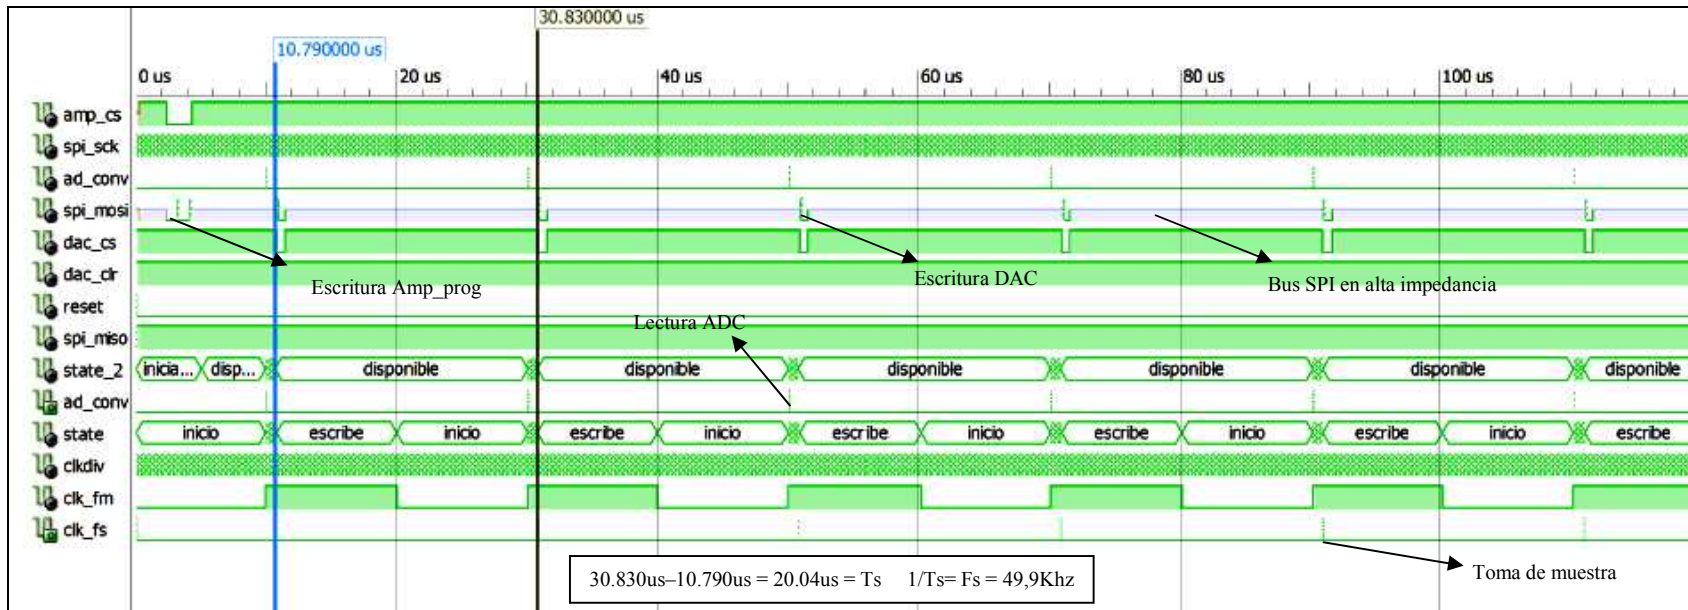 30.830000 us
10.790000 us
0 us 20 us 40 us 60 us 80 us 100 us
amp_cs
spi_sck
ad_conv
spi_mosi
dac_cs
Escritura DAC
dac_clr
Escritura Amp_prog
Bus SPI en alta impedancia
reset
Lectura ADC
spi_miso
state_2 inicia... disp... disponible disponible disponible disponible disponible disponible
ad_conv
state inicio escribe inicio escribe inicio escribe inicio escribe inicio escribe inicio escribe
clkdiv
clk_fm
clk_fs
30.830us–10.790us = 20.04us = Ts 1/Ts= Fs = 49,9Khz
Toma de muestra